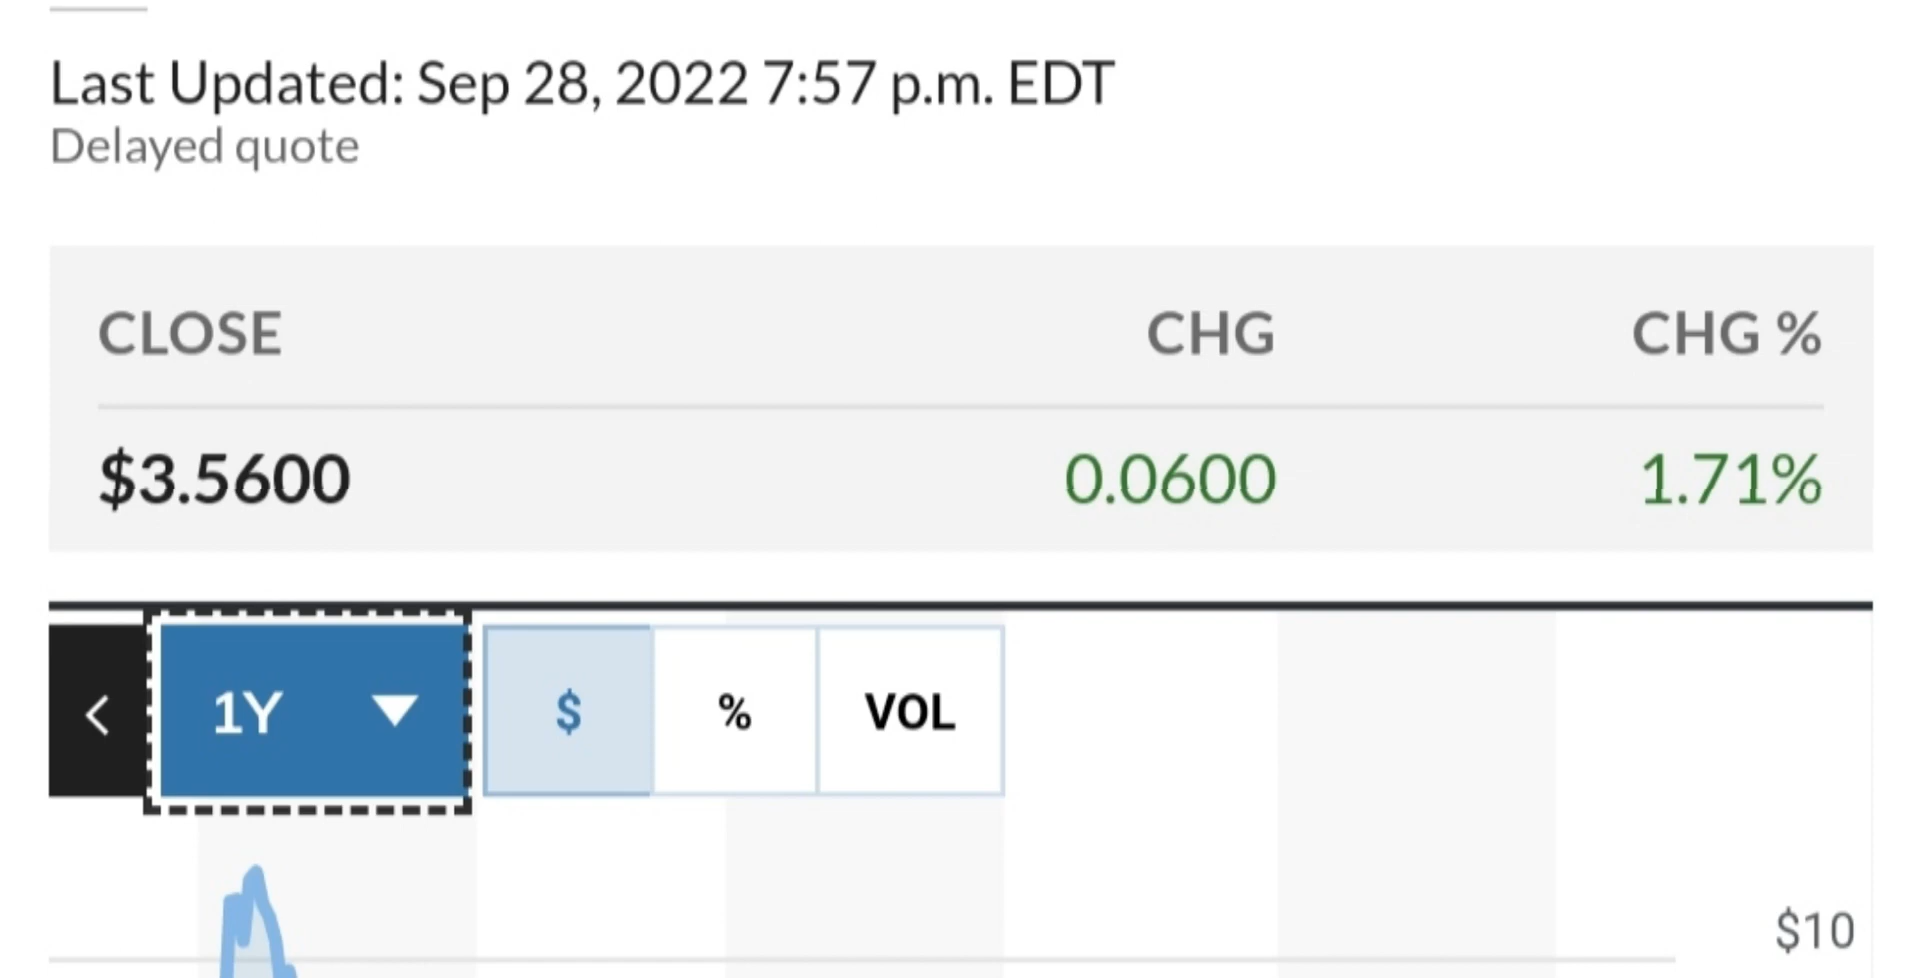 Last Updated: Sep 28, 2022 7:57 p.m. EDT
Delayed quote
CLOSE CHG CHG %
$3.5600 0.0600 1.71%
< 1Y $ % VOL
$10